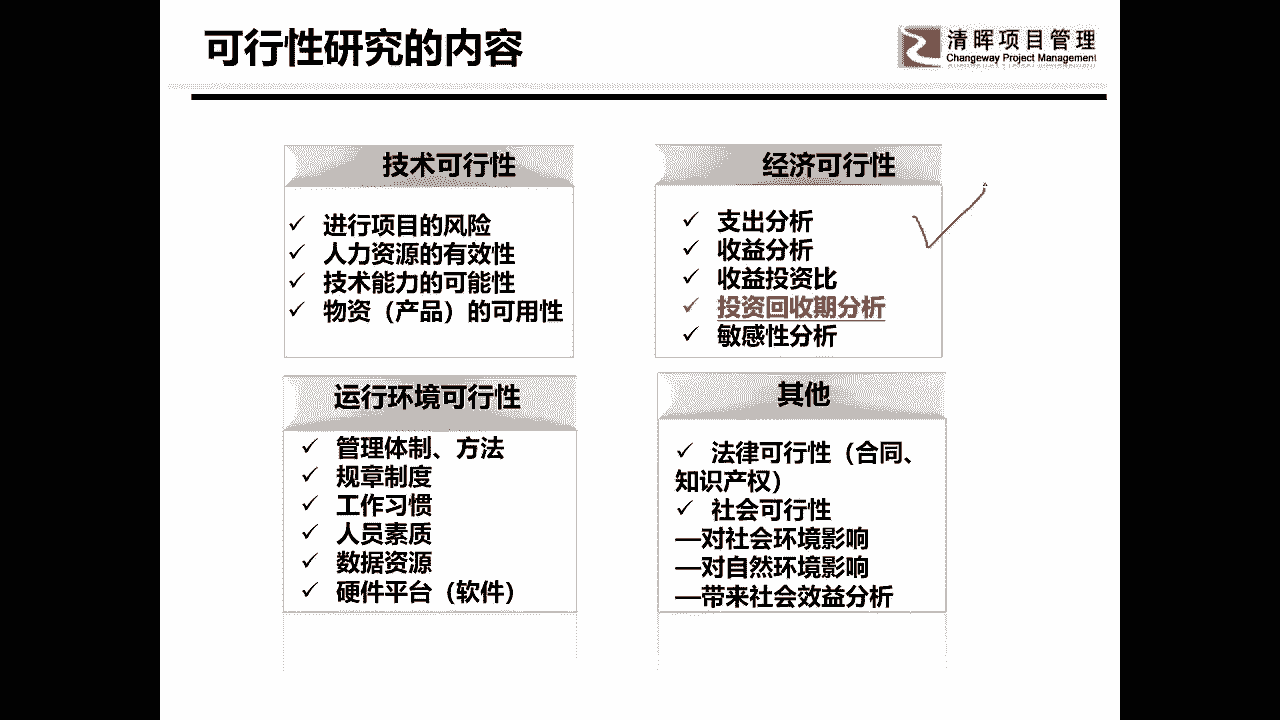 可行性研究的内容
清晖项目管理
Changeway Project Management
技术可行性
✓ 进行项目的风险
✓ 人力资源的有效性
✓ 技术能力的可能性
✓ 物资（产品）的可用性
经济可行性
✓ 支出分析
✓ 收益分析
✓ 收益投资比
✓ 投资回收期分析
✓ 敏感性分析
运行环境可行性
✓ 管理体制、方法
✓ 规章制度
✓ 工作习惯
✓ 人员素质
✓ 数据资源
✓ 硬件平台（软件）
其他
✓ 法律可行性（合同、
知识产权）
✓ 社会可行性
—对社会环境影响
—对自然环境影响
—带来社会效益分析